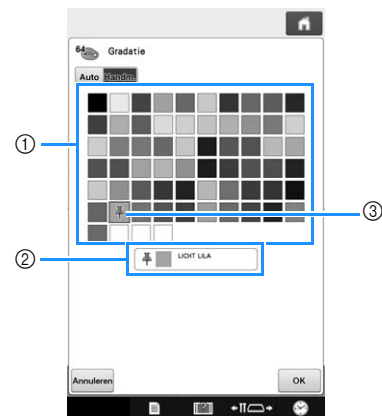 64
Gradatie
Auto Handm.
①
③
②
LICHT LILA
Annuleren
OK